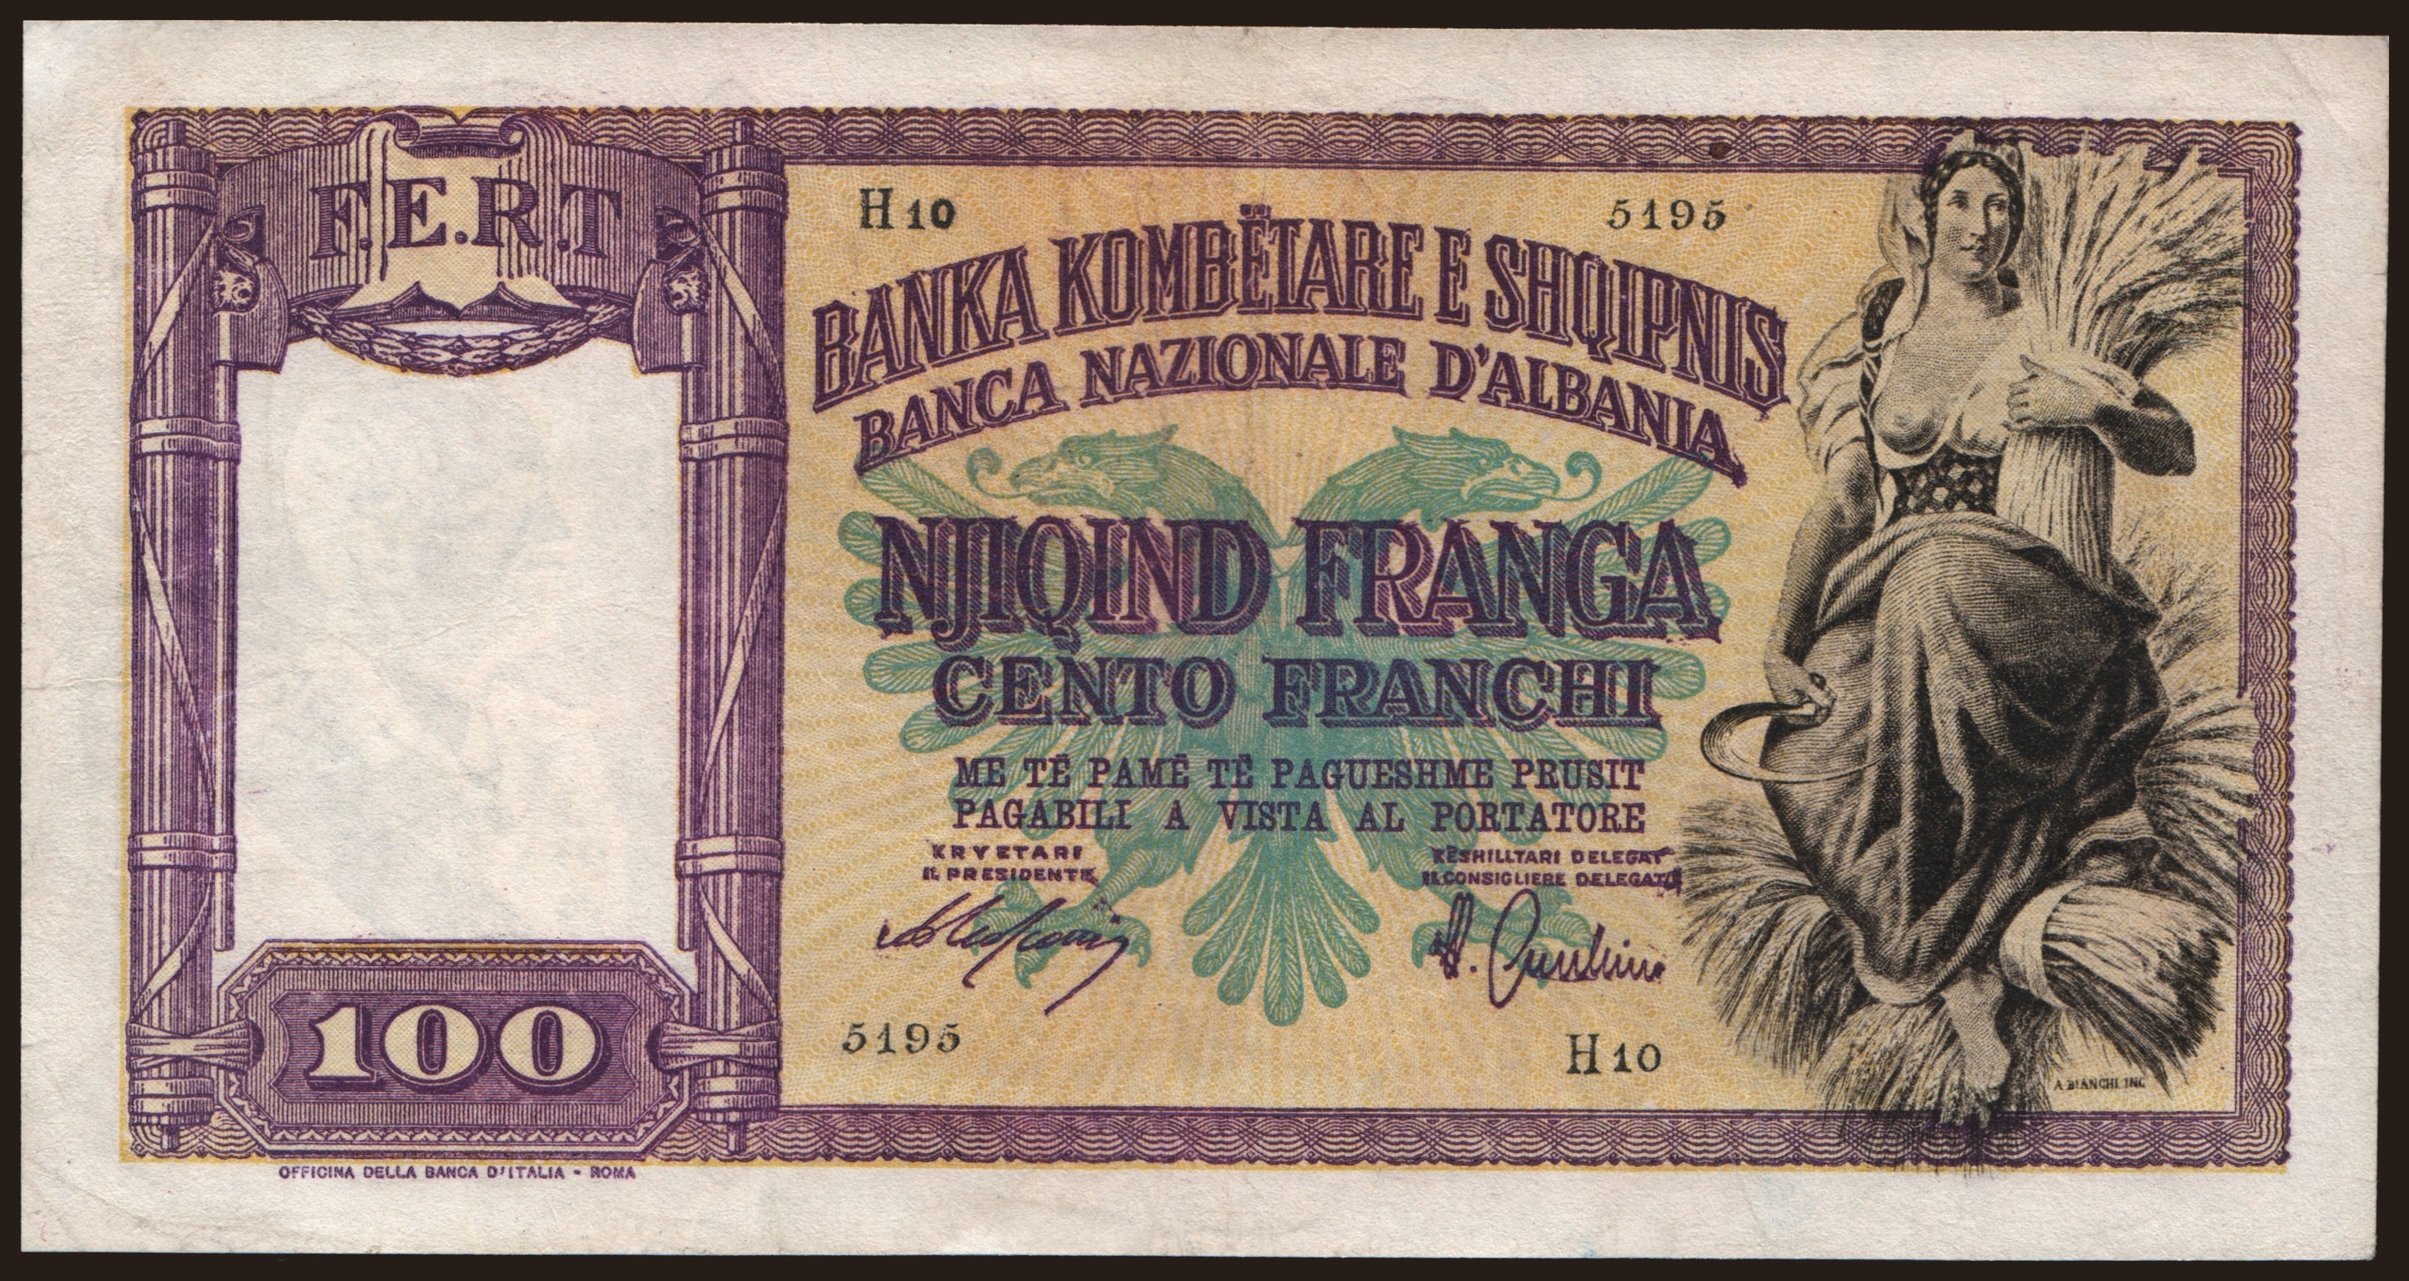 F.E.R.T
H10 5195
BANKA KOMBËTARE E SHQIPNIS
BANCA NAZIONALE D'ALBANIA
NJIQIND FRANGA
CENTO FRANCHI
ME TË PAMË TË PAGUESHME PRUSIT
PAGABILI A VISTA AL PORTATORE
KRYETARI
IL PRESIDENTE
KËSHILLTARI DELEGAT
IL CONSIGLIERE DELEGATO
5195 H10
100
A BIANCHI INC
OFFICINA DELLA BANCA D'ITALIA - ROMA